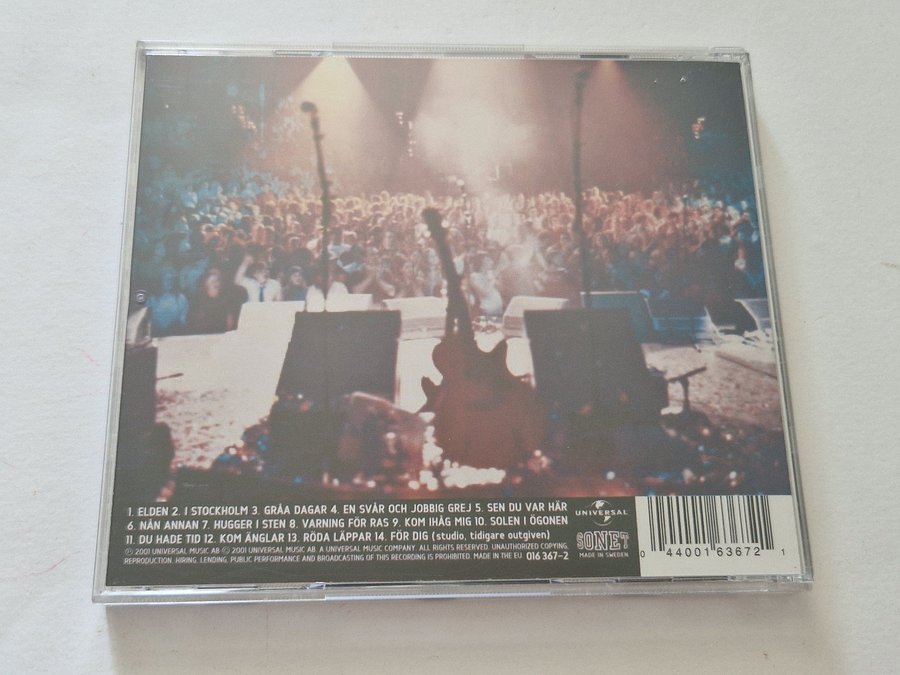 1. ELDEN 2. I STOCKHOLM 3. GRÅA DAGAR 4. EN SVÅR OCH JOBBIG GREJ 5. SEN DU VAR HÄR
6. NÅN ANNAN 7. HUGGER I STEN 8. VARNING FÖR RAS 9. KOM IHÅG MIG 10. SOLEN I ÖGONEN
11. DU HADE TID 12. KOM ÄNGLAR 13. RÖDA LÄPPAR 14. FÖR DIG (studio, tidigare outgiven)
℗ 2001 UNIVERSAL MUSIC AB © 2001 UNIVERSAL MUSIC AB. A UNIVERSAL MUSIC COMPANY. ALL RIGHTS RESERVED. UNAUTHORIZED COPYING,
REPRODUCTION, HIRING, LENDING, PUBLIC PERFORMANCE AND BROADCASTING OF THIS RECORDING IS PROHIBITED. MADE IN THE EU 016 367-2
UNIVERSAL
SONET
MADE IN SWEDEN
0 44001 63672 1